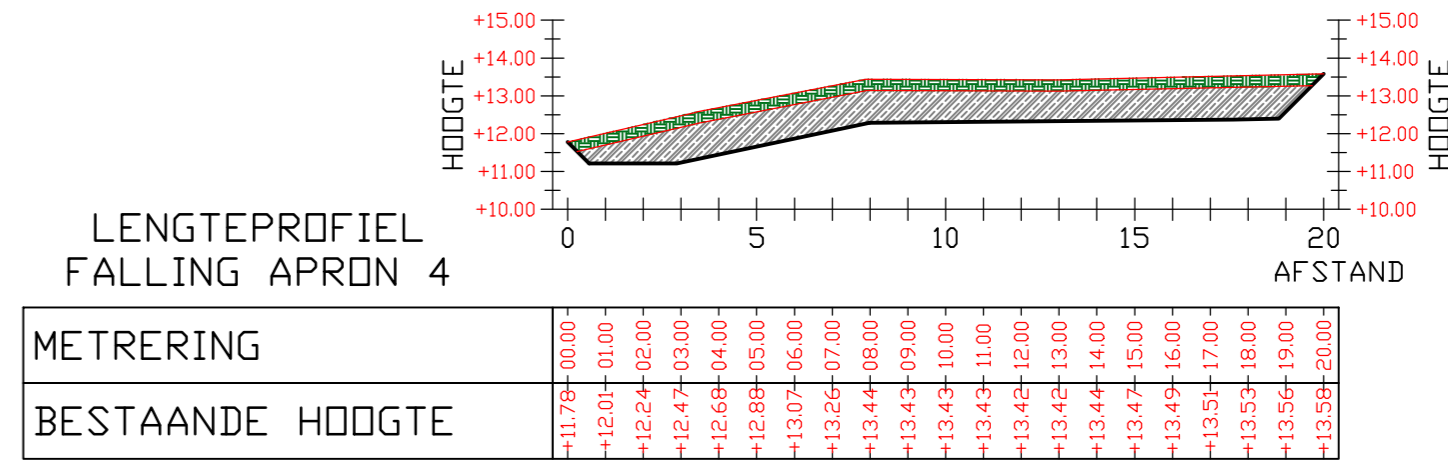 +15.00
+14.00
+13.00
+12.00
+11.00
+10.00
HOOGTE
+15.00
+14.00
+13.00
+12.00
+11.00
+10.00
HOOGTE
0 5 10 15 20
AFSTAND
LENGTEPROFIEL
FALLING APRON 4
METRERING 00.00 01.00 02.00 03.00 04.00 05.00 06.00 07.00 08.00 09.00 10.00 11.00 12.00 13.00 14.00 15.00 16.00 17.00 18.00 19.00 20.00
BESTAANDE HOOGTE +11.78 +12.01 +12.24 +12.47 +12.68 +12.88 +13.07 +13.26 +13.44 +13.43 +13.43 +13.43 +13.42 +13.42 +13.44 +13.47 +13.49 +13.51 +13.53 +13.56 +13.58